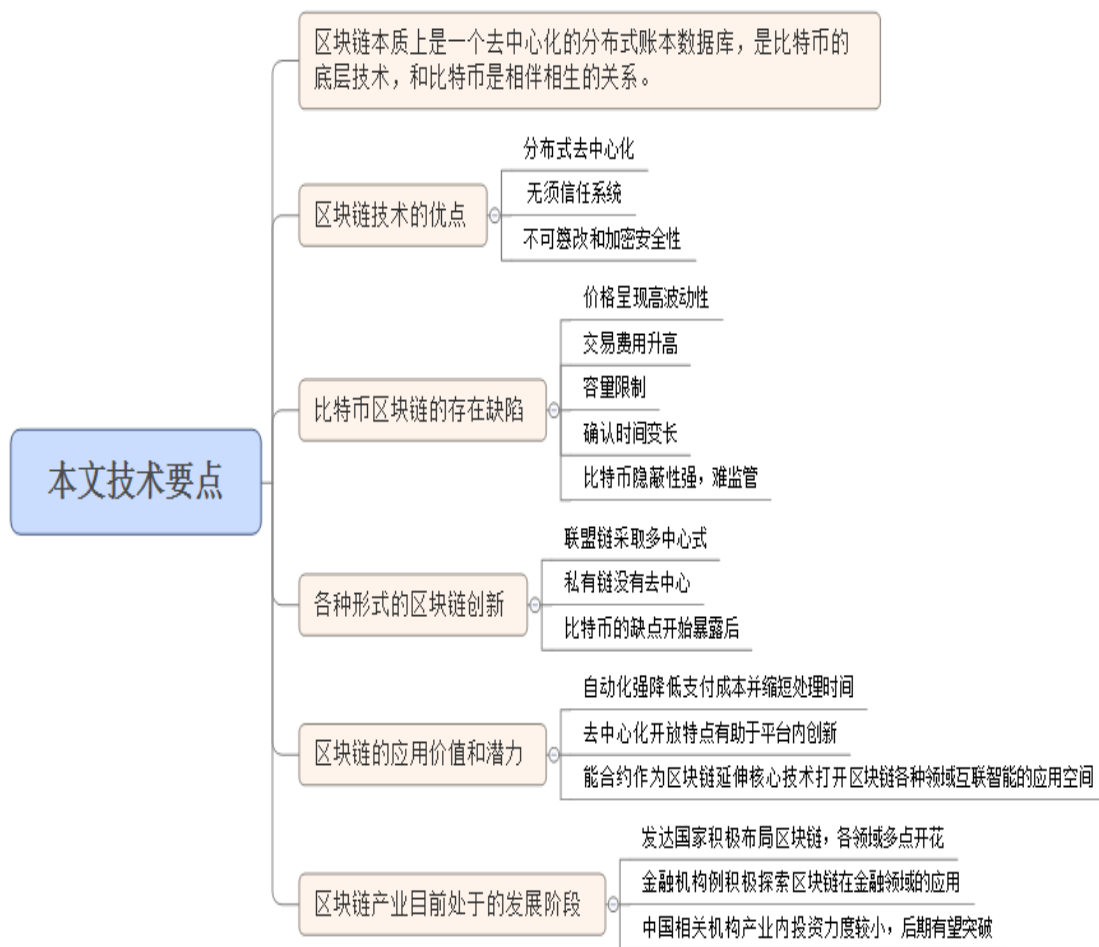 区块链本质上是一个去中心化的分布式账本数据库，是比特币的
底层技术，和比特币是相伴相生的关系。
分布式去中心化
区块链技术的优点
无须信任系统
不可篡改和加密安全性
价格呈现高波动性
交易费用升高
比特币区块链的存在缺陷
容量限制
确认时间变长
比特币隐蔽性强，难监管
本文技术要点
联盟链采取多中心式
各种形式的区块链创新
私有链没有去中心
比特币的缺点开始暴露后
自动化强降低支付成本并缩短处理时间
区块链的应用价值和潜力
去中心化开放特点有助于平台内创新
能合约作为区块链延伸核心技术打开区块链各种领域互联智能的应用空间
发达国家积极布局区块链，各领域多点开花
区块链产业目前处于的发展阶段
金融机构例积极探索区块链在金融领域的应用
中国相关机构产业内投资力度较小，后期有望突破